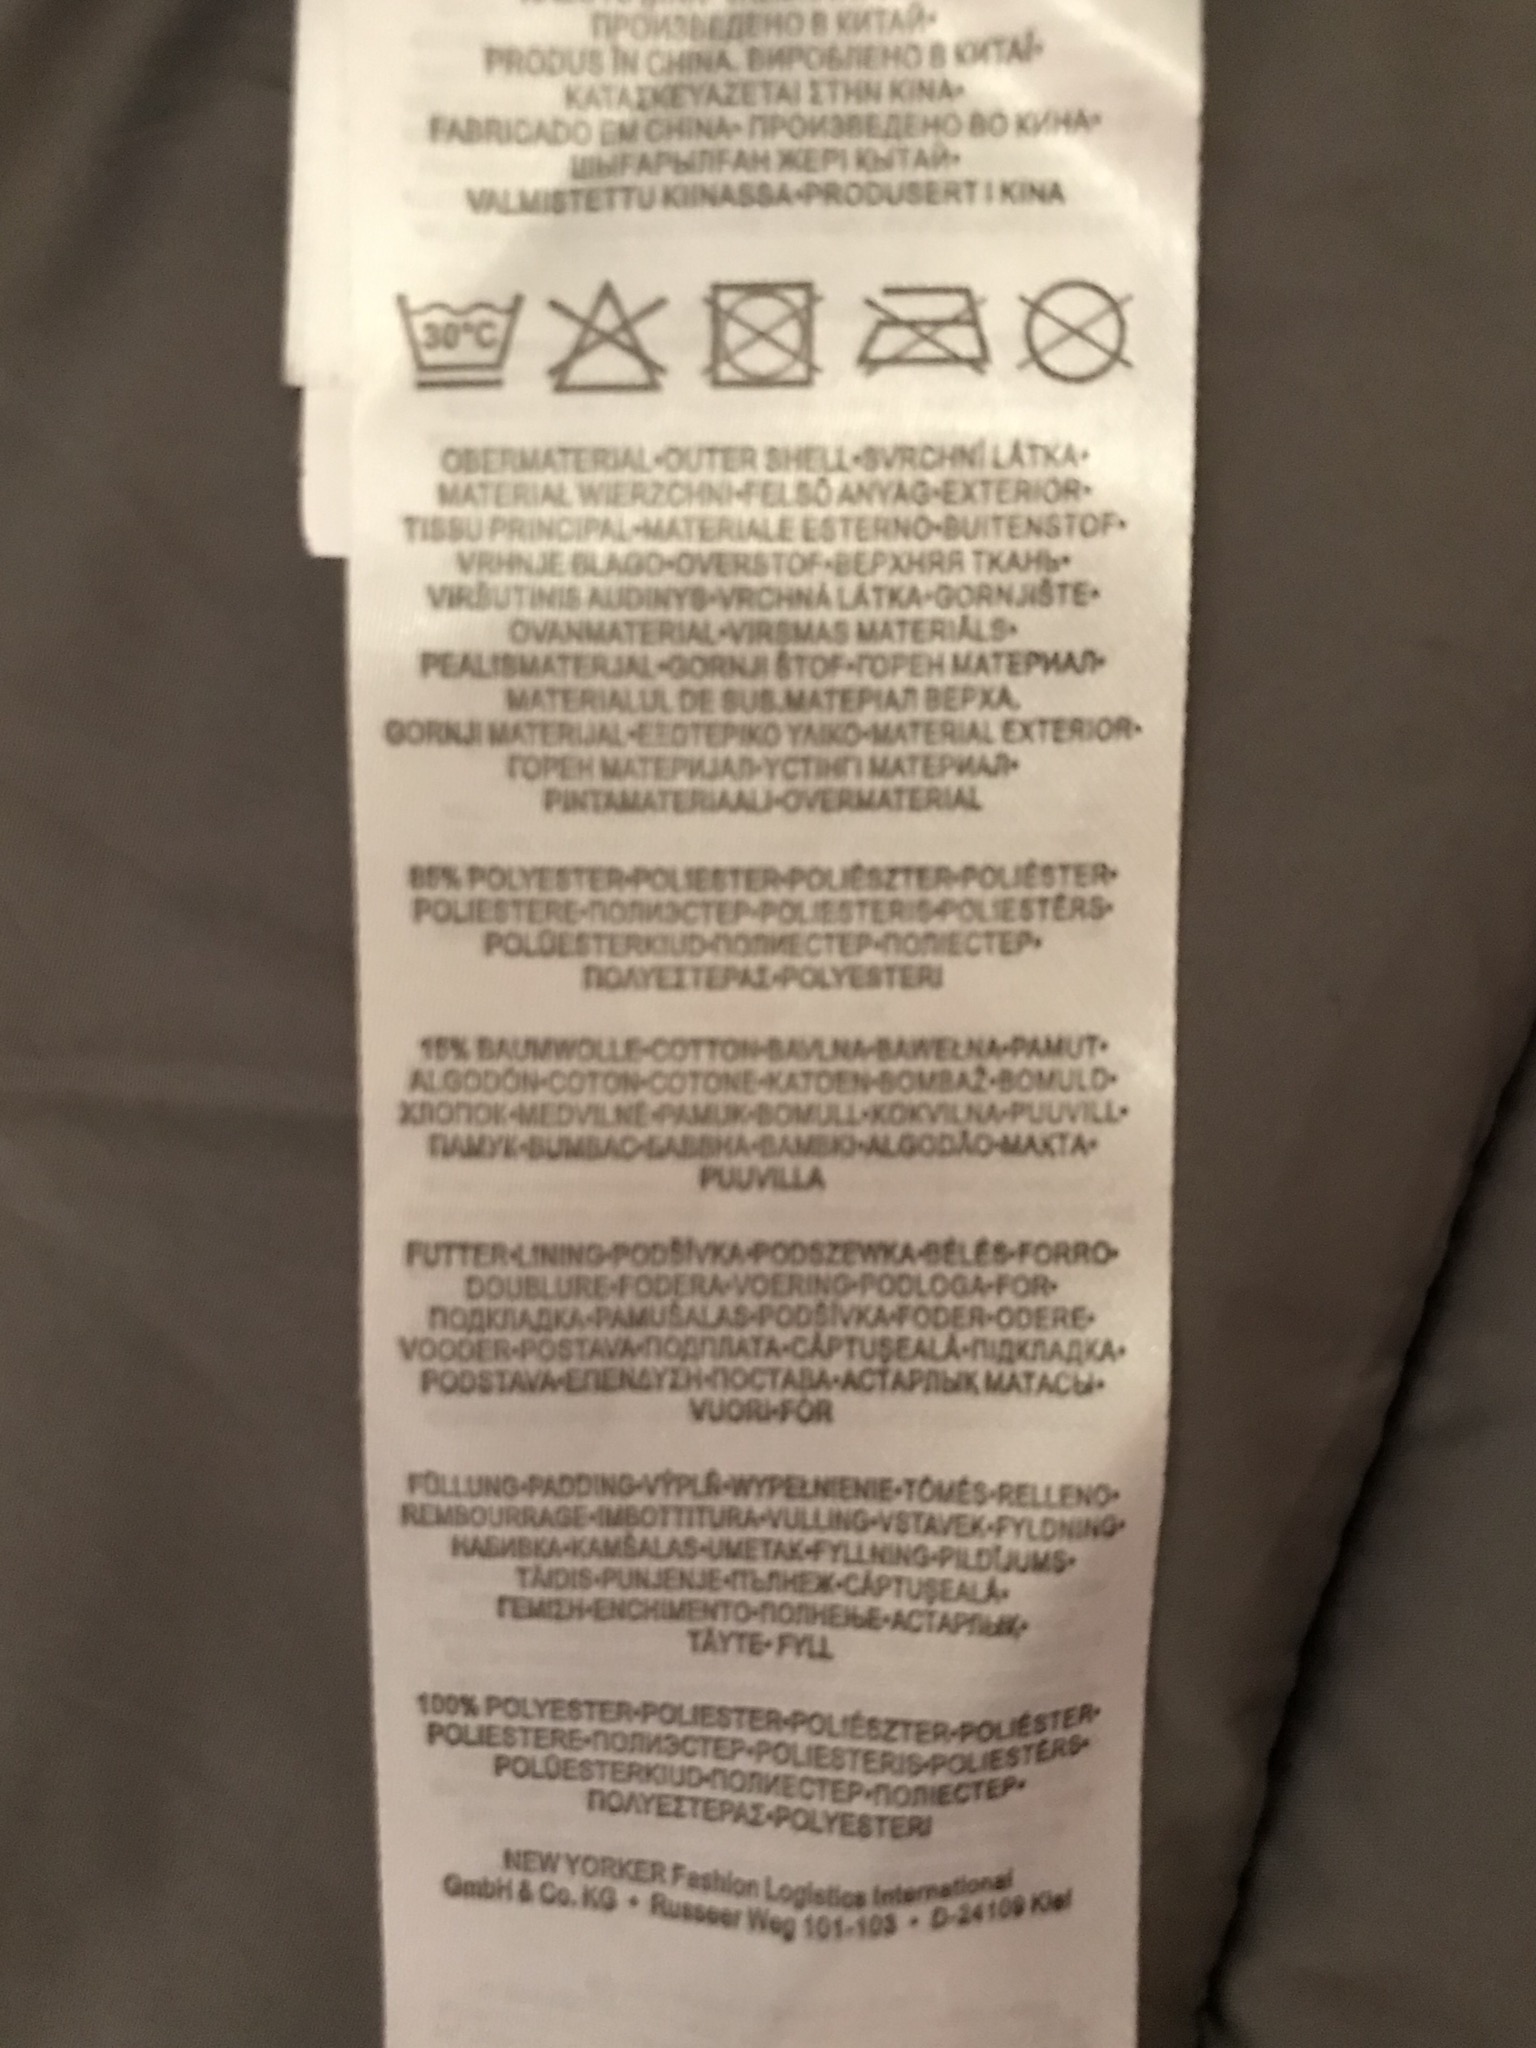 ПРОИЗВЕДЕНО В КИТАЙ•
PRODUS ÎN CHINA. ВИРОБЛЕНО В КИТАЇ•
ΚΑΤΑΣΚΕΥΑΖΕΤΑΙ ΣΤΗΝ ΚΙΝΑ•
FABRICADO EM CHINA•ПРОИЗВЕДЕНО ВО КИНА•
ШЫҒАРЫЛҒАН ЖЕРІ ҚЫТАЙ•
VALMISTETTU KIINASSA•PRODUSERT I KINA
30°C
OBERMATERIAL•OUTER SHELL•SVRCHNÍ LÁTKA•
MATERIAŁ WIERZCHNI•FELSŐ ANYAG•EXTERIOR•
TISSU PRINCIPAL•MATERIALE ESTERNO•BUITENSTOF•
VRHNJE BLAGO•OVERSTOF•ВЕРХНЯЯ ТКАНЬ•
VIRŠUTINIS AUDINYS•VRCHNÁ LÁTKA•GORNJIŠTE•
OVANMATERIAL•VIRSMAS MATERIĀLS•
PEALISMATERJAL•GORNJI ŠTOF•ГОРЕН МАТЕРИАЛ•
MATERIALUL DE SUS.МАТЕРІАЛ ВЕРХА.
GORNJI MATERIJAL•ΕΞΩΤΕΡΙΚΟ ΥΛΙΚΟ•MATERIAL EXTERIOR•
ГОРЕН МАТЕРИЈАЛ•ҮСТІҢГІ МАТЕРИАЛ•
PINTAMATERIAALI•OVERMATERIAL
85% POLYESTER•POLIESTER•POLIÉSZTER•POLIÉSTER•
POLIESTERE•ПОЛИЭСТЕР•POLIESTERIS•POLIESTĒRS•
POLÜESTERKIUD•ПОЛИЕСТЕР•ПОЛІЕСТЕР•
ΠΟΛΥΕΣΤΕΡΑΣ•POLYESTERI
15% BAUMWOLLE•COTTON•BAVLNA•BAWEŁNA•PAMUT•
ALGODÓN•COTON•COTONE•KATOEN•BOMBAŽ•BOMULD•
ХЛОПОК•MEDVILNĖ•PAMUK•BOMULL•KOKVILNA•PUUVILL•
ПАМУК•BUMBAC•БАВВНА•ΒΑΜΒΚΙ•ALGODÃO•МАКТА•
PUUVILLA
FUTTER•LINING•PODŠÍVKA•PODSZEWKA•BÉLÉS•FORRO•
DOUBLURE•FODERA•VOERING•PODLOGA•FOR•
ПОДКЛАДКА•PAMUŠALAS•PODŠÍVKA•FODER•ODERE•
VOODER•POSTAVA•ПОДПЛАТА•CĂPTUŞEALĂ•ПІДКЛАДКА•
PODSTAVA•ΕΠΕΝΔΥΣΗ•ПОСТАВА•АСТАРЛЫҚ МАТАСЫ•
VUORI•FÔR
FÜLLUNG•PADDING•VÝPLŇ•WYPEŁNIENIE•TÖMÉS•RELLENO•
REMBOURRAGE•IMBOTTITURA•VULLING•VSTAVEK•FYLDNING•
НАБИВКА•KAMŠALAS•UMETAK•FYLLNING•PILDĪJUMS•
TÄIDIS•PUNJENJE•ПЪЛНЕЖ•CĂPTUŞEALĂ•
ΓΕΜΙΣΗ•ENCHIMENTO•ПОЛНЕЊЕ•АСТАРЛЫҚ•
TÄYTE•FYLL
100% POLYESTER•POLIESTER•POLIÉSZTER•POLIÉSTER•
POLIESTERE•ПОЛИЭСТЕР•POLIESTERIS•POLIESTĒRS•
POLÜESTERKIUD•ПОЛИЕСТЕР•ПОЛІЕСТЕР•
ΠΟΛΥΕΣΤΕΡΑΣ•POLYESTERI
NEW YORKER Fashion Logistics International
GmbH & Co. KG • Russeer Weg 101-103 • D-24109 Kiel